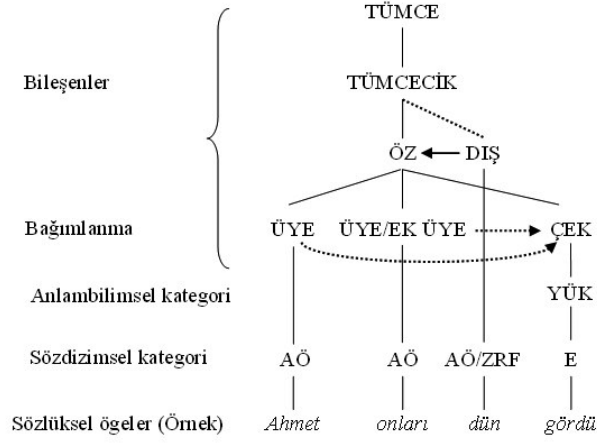 TÜMCE
Bileşenler
TÜMCECİK
ÖZ DIŞ
Bağımlanma ÜYE ÜYE/EK ÜYE ÇEK
Anlambilimsel kategori YÜK
Sözdizimsel kategori AÖ AÖ AÖ/ZRF E
Sözlüksel ögeler (Örnek) Ahmet onları dün gördü